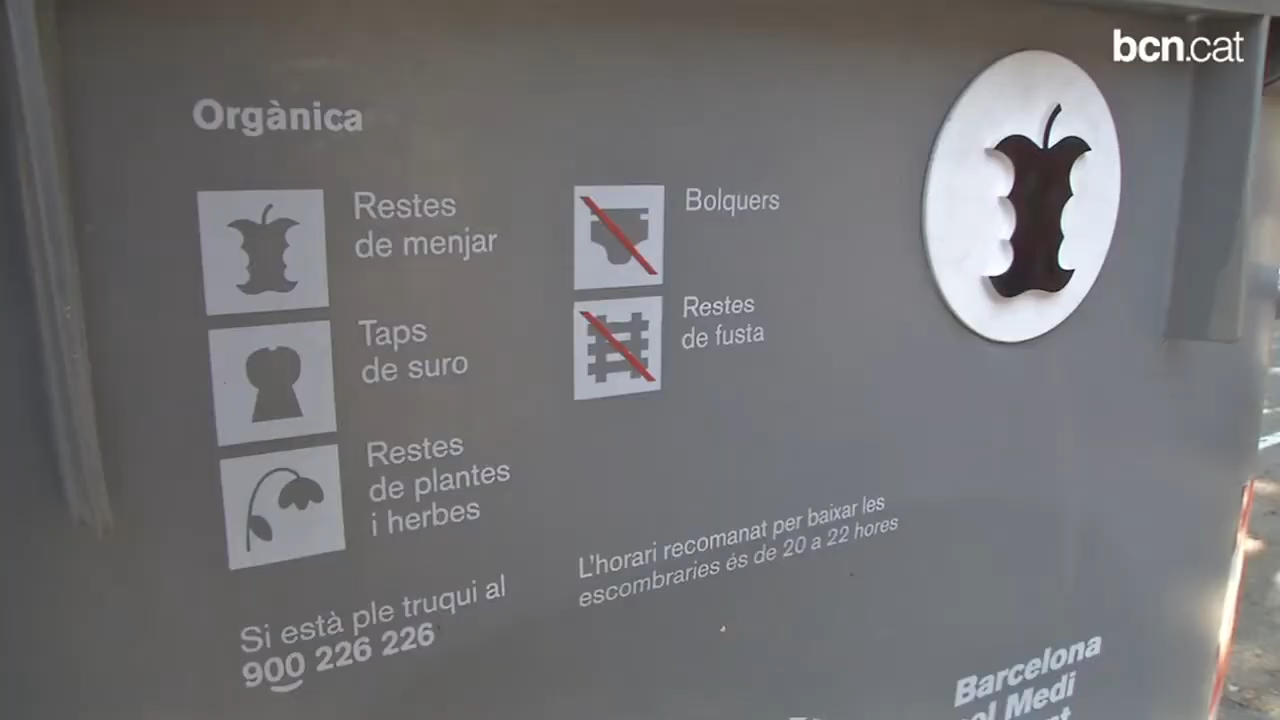 bcn.cat
Orgànica
Restes
de menjar
Taps
de suro
Restes
de plantes
i herbes
Si està ple truqui al
900 226 226
Bolquers
Restes
de fusta
L'horari recomanat per baixar les
escombraries és de 20 a 22 hores
Barcelona
Medi